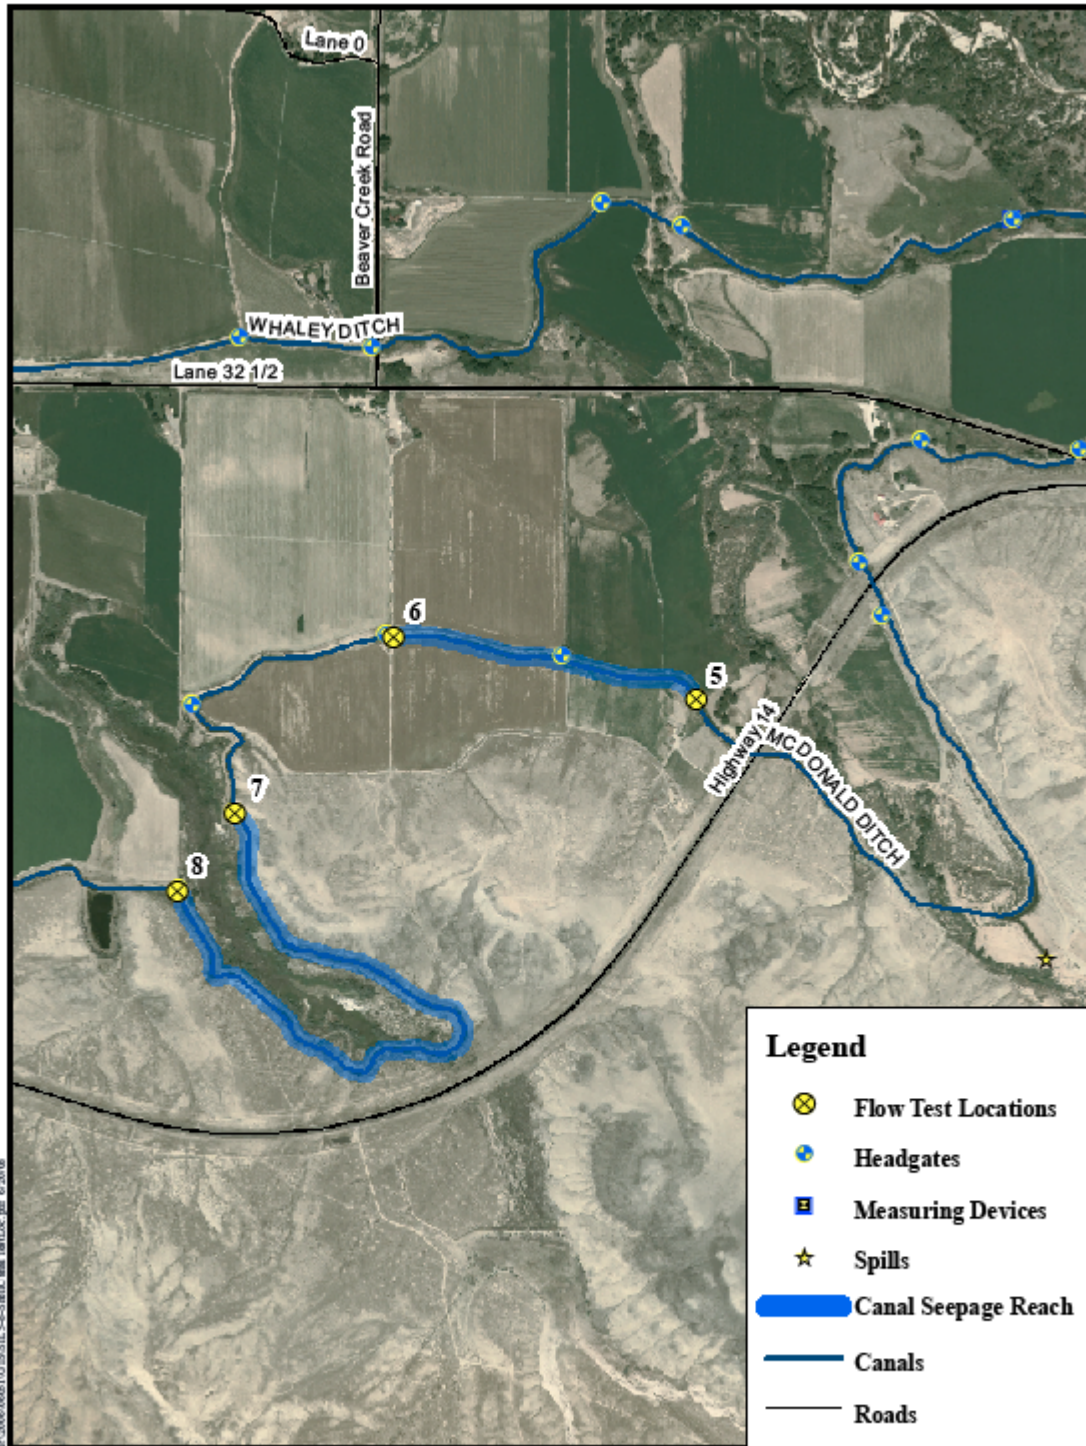 Lane 0
Beaver Creek Road
WHALEY DITCH
Lane 32 1/2
6
5
Highway 14
MCDONALD DITCH
7
8
Legend
Flow Test Locations
Headgates
Measuring Devices
Spills
Canal Seepage Reach
Canals
Roads